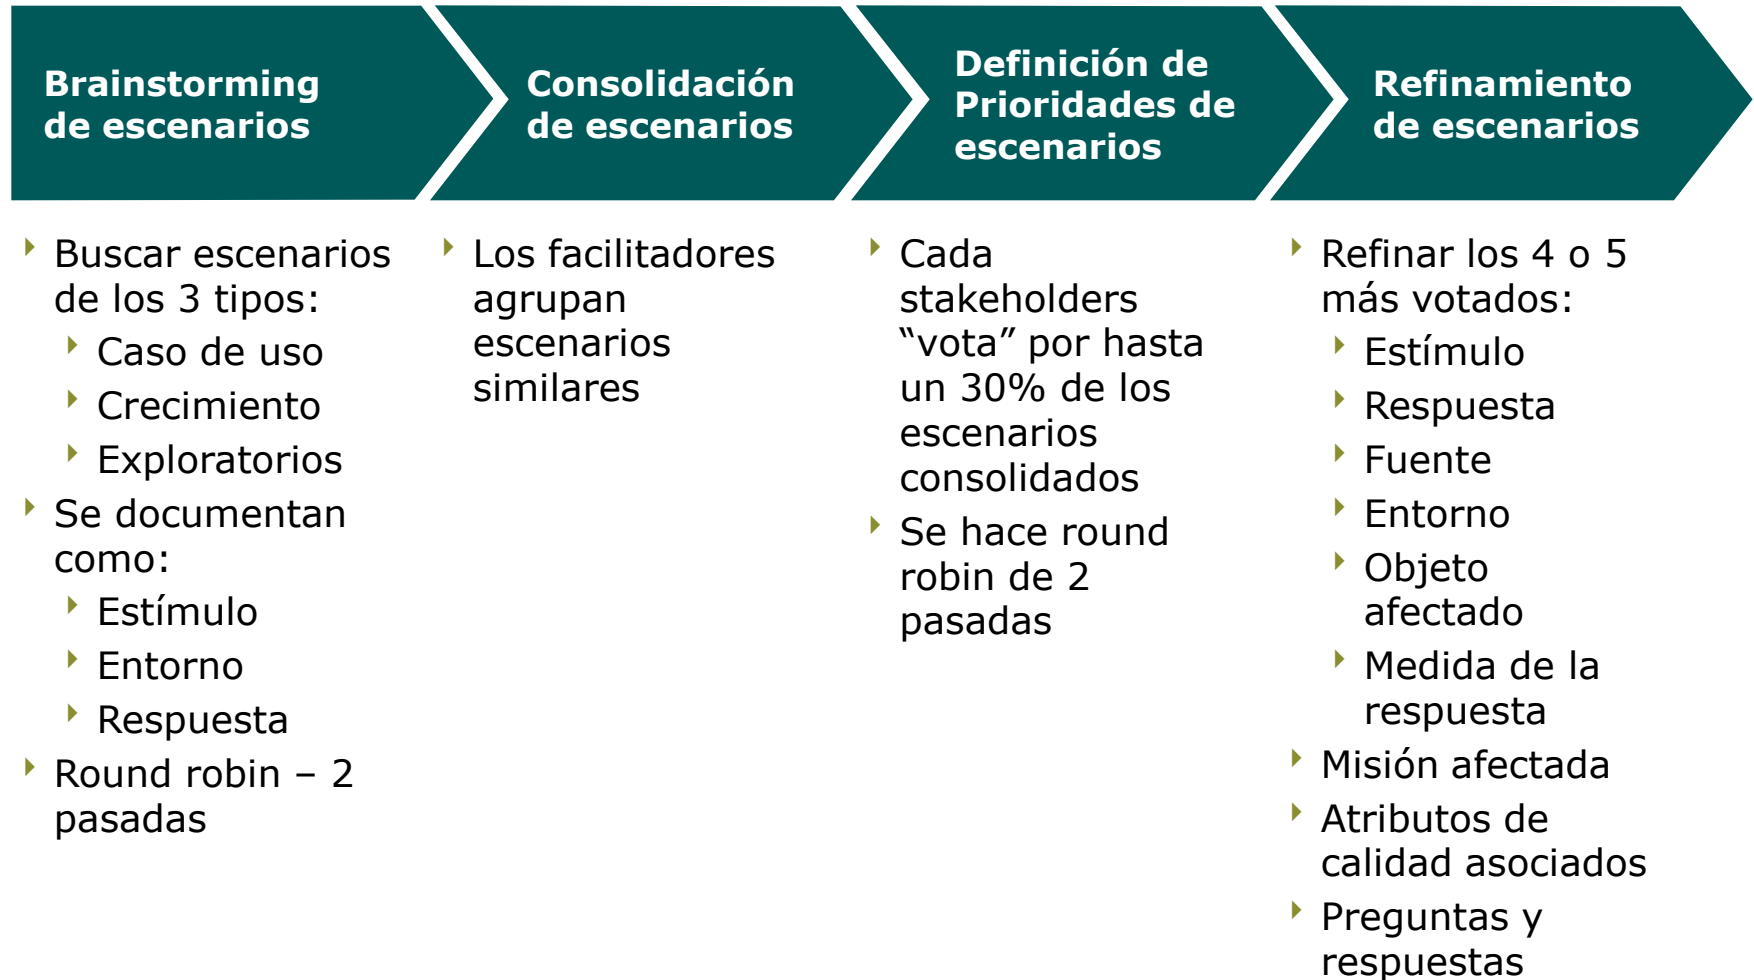 Brainstorming
de escenarios
Consolidación
de escenarios
Definición de
Prioridades de
escenarios
Refinamiento
de escenarios
Buscar escenarios
de los 3 tipos:
Caso de uso
Crecimiento
Exploratorios
Se documentan
como:
Estímulo
Entorno
Respuesta
Round robin – 2
pasadas
Los facilitadores
agrupan
escenarios
similares
Cada
stakeholders
“vota” por hasta
un 30% de los
escenarios
consolidados
Se hace round
robin de 2
pasadas
Refinar los 4 o 5
más votados:
Estímulo
Respuesta
Fuente
Entorno
Objeto
afectado
Medida de la
respuesta
Misión afectada
Atributos de
calidad asociados
Preguntas y
respuestas